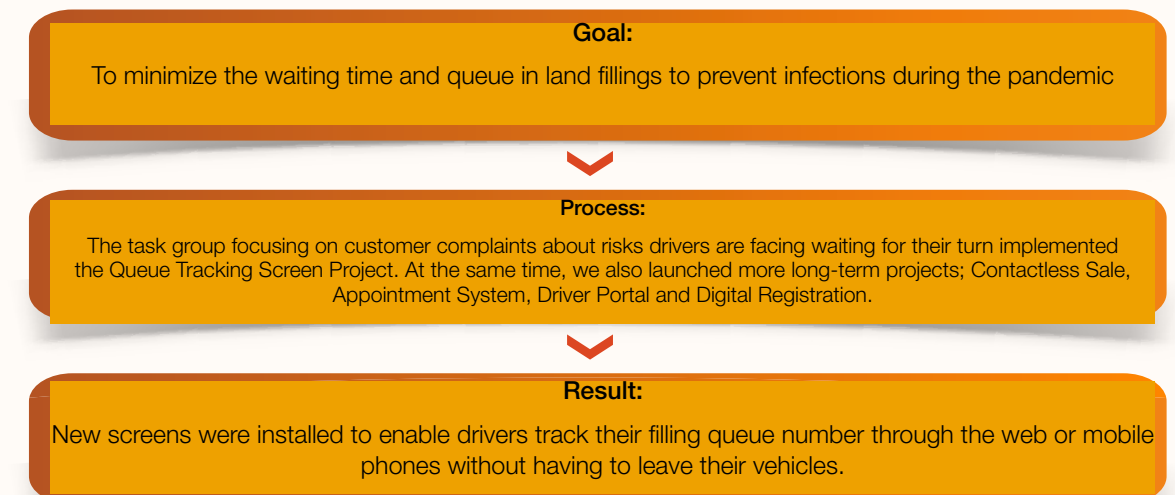 Goal:
To minimize the waiting time and queue in land fillings to prevent infections during the pandemic
Process:
The task group focusing on customer complaints about risks drivers are facing waiting for their turn implemented
the Queue Tracking Screen Project. At the same time, we also launched more long-term projects; Contactless Sale,
Appointment System, Driver Portal and Digital Registration.
Result:
New screens were installed to enable drivers track their filling queue number through the web or mobile
phones without having to leave their vehicles.